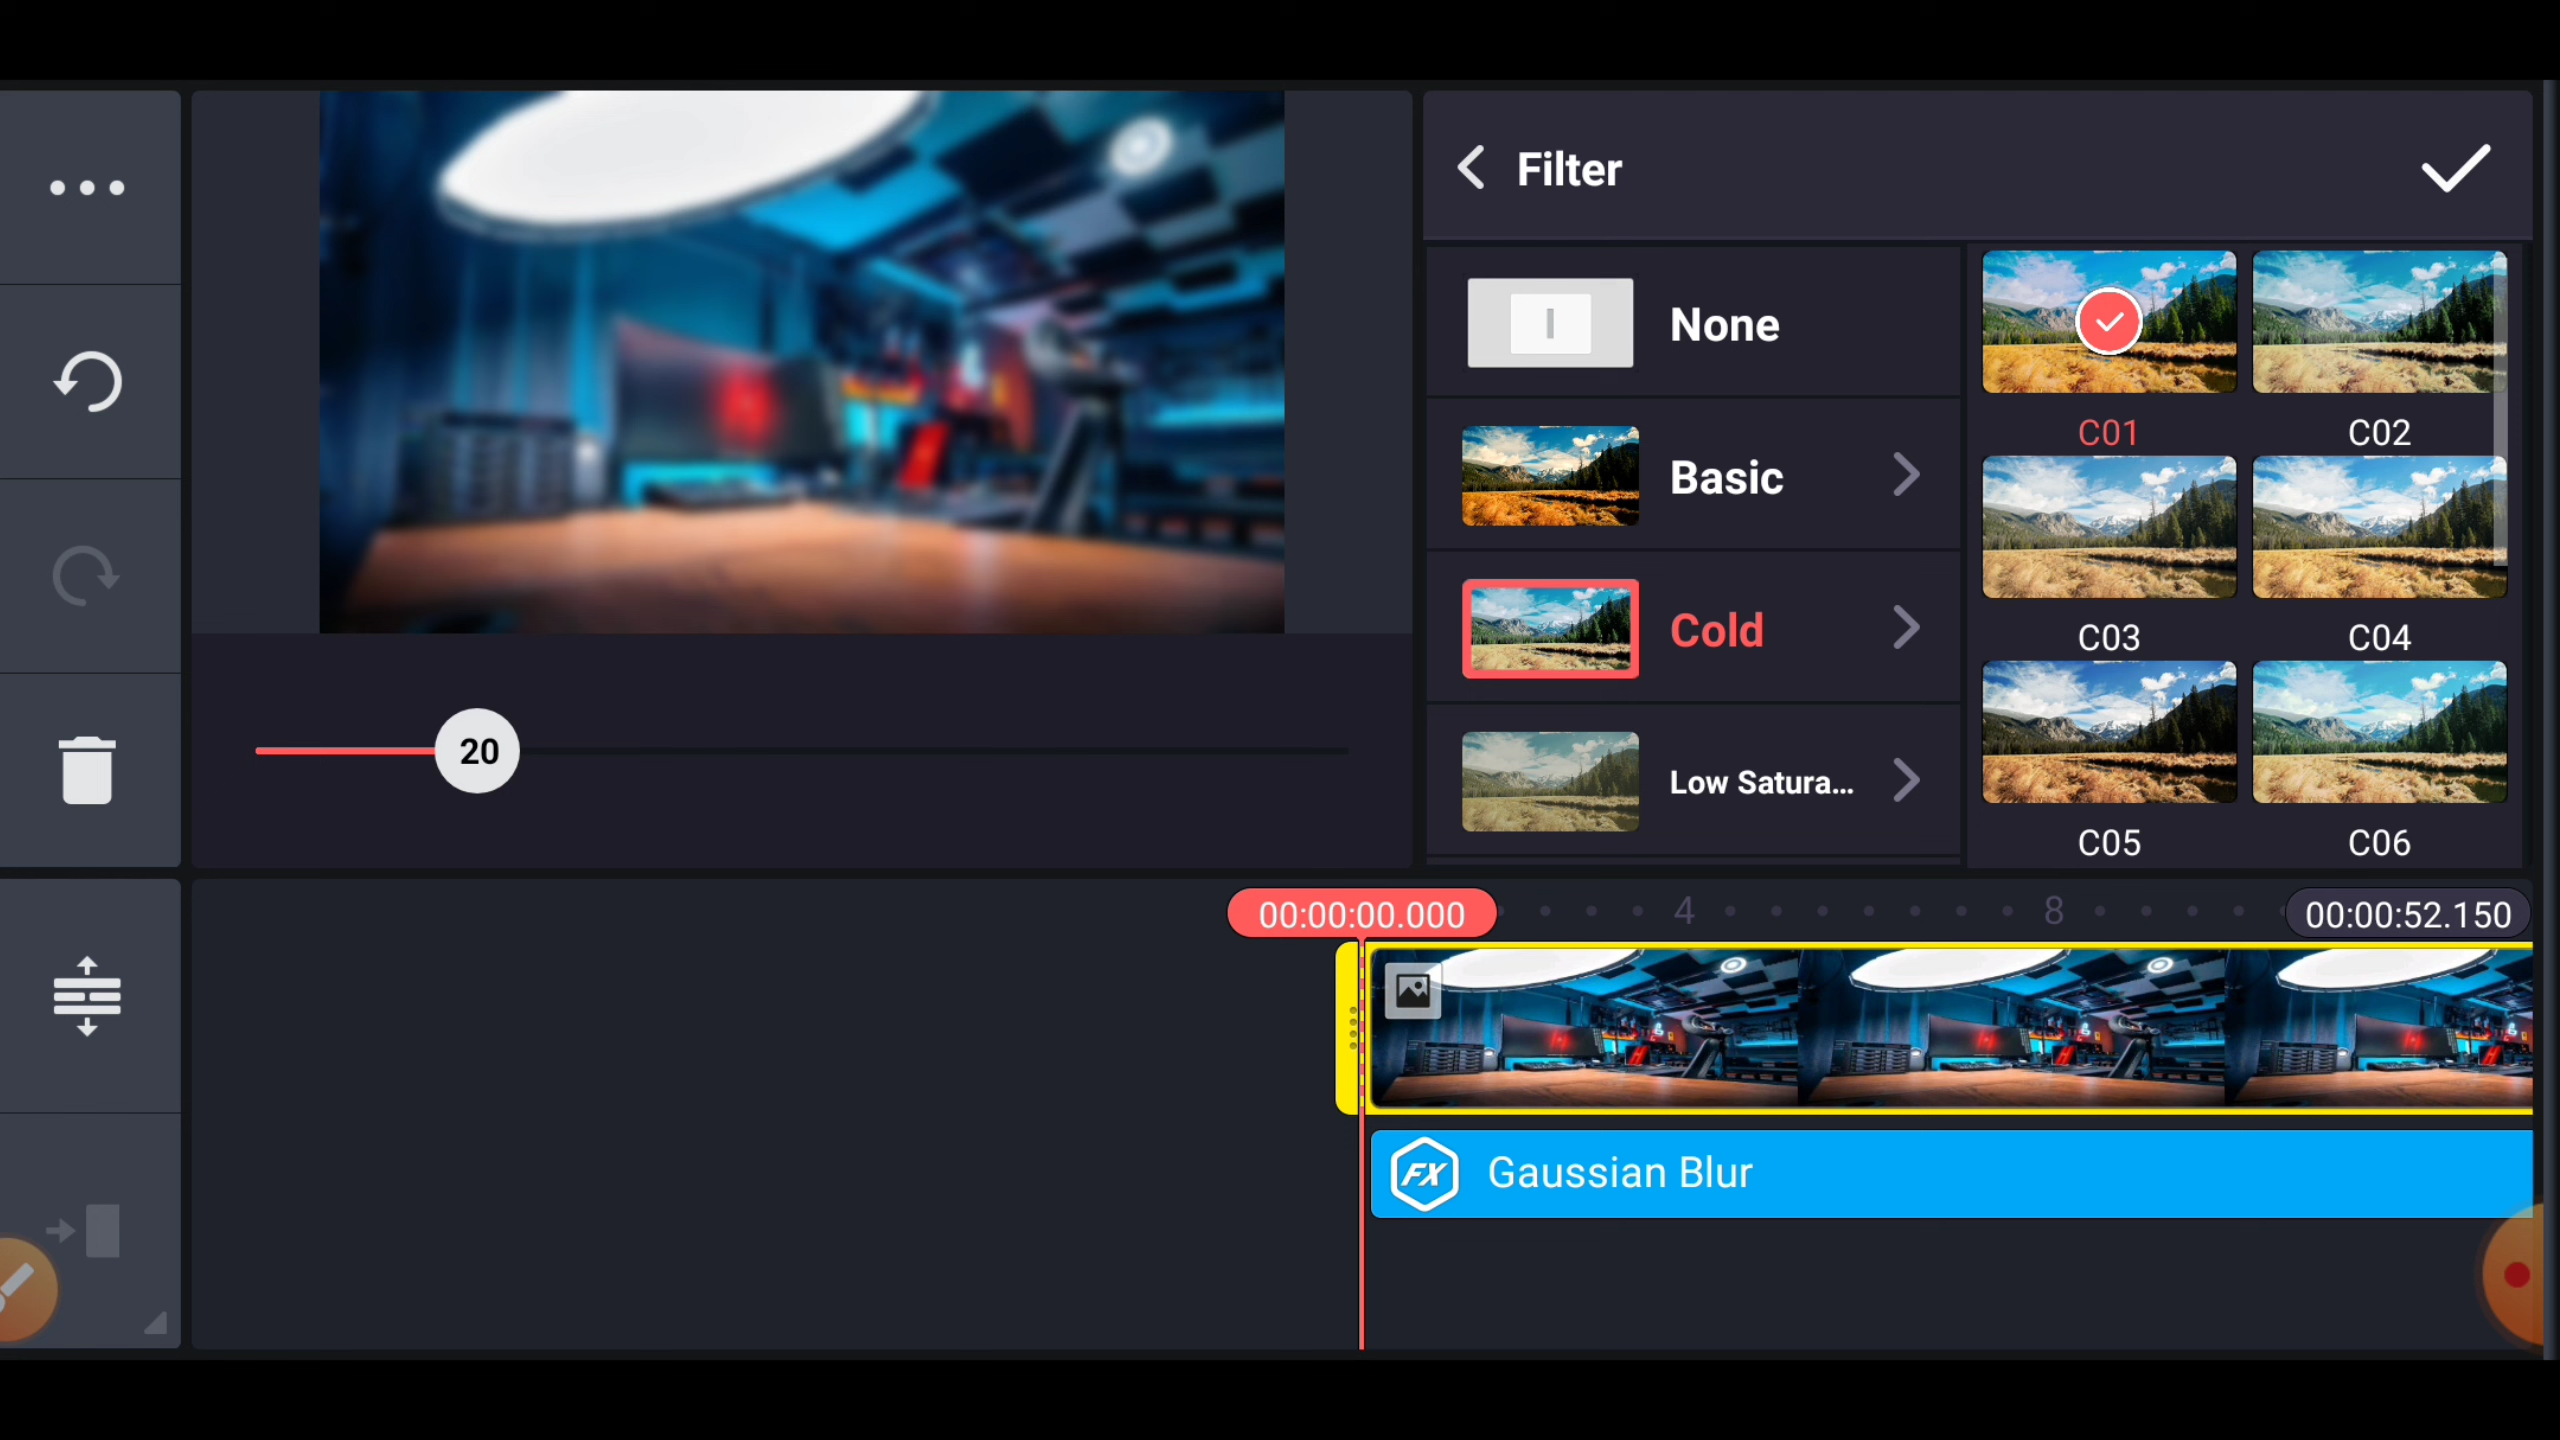 Filter
None
Basic
Cold
Low Satura...
C01
C02
C03
C04
C05
C06
20
00:00:00.000
4
8
00:00:52.150
FX
Gaussian Blur